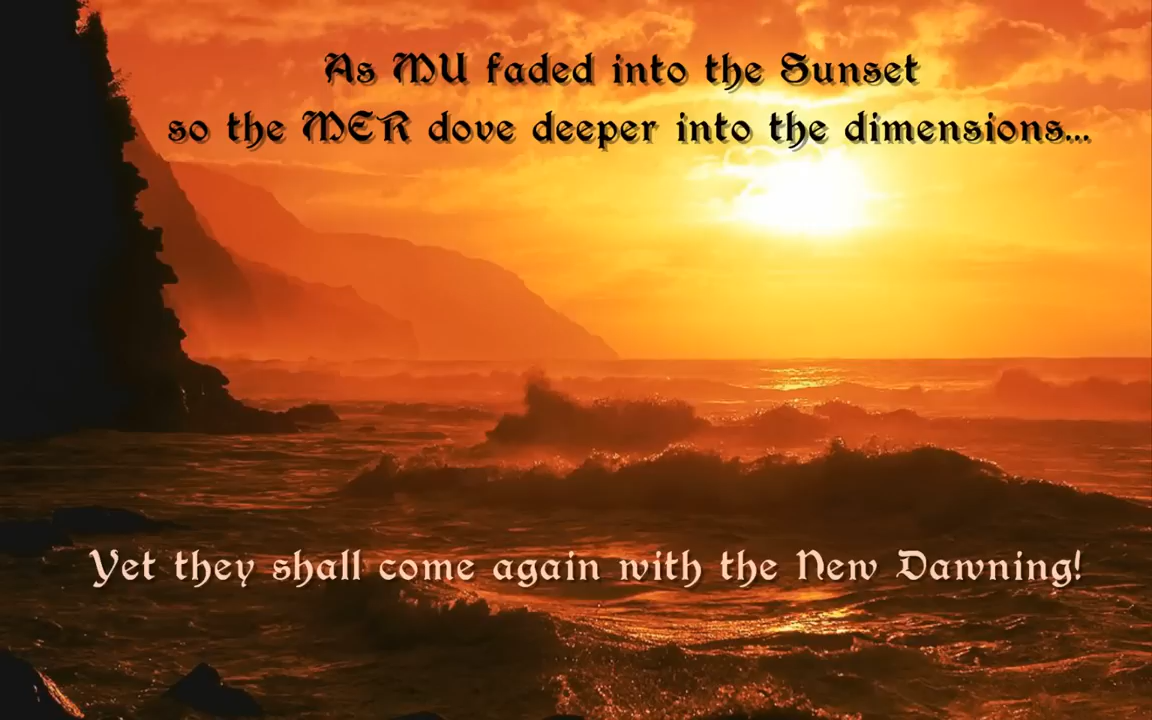 As MU faded into the Sunset
so the MER dove deeper into the dimensions...
Yet they shall come again with the New Dawning!